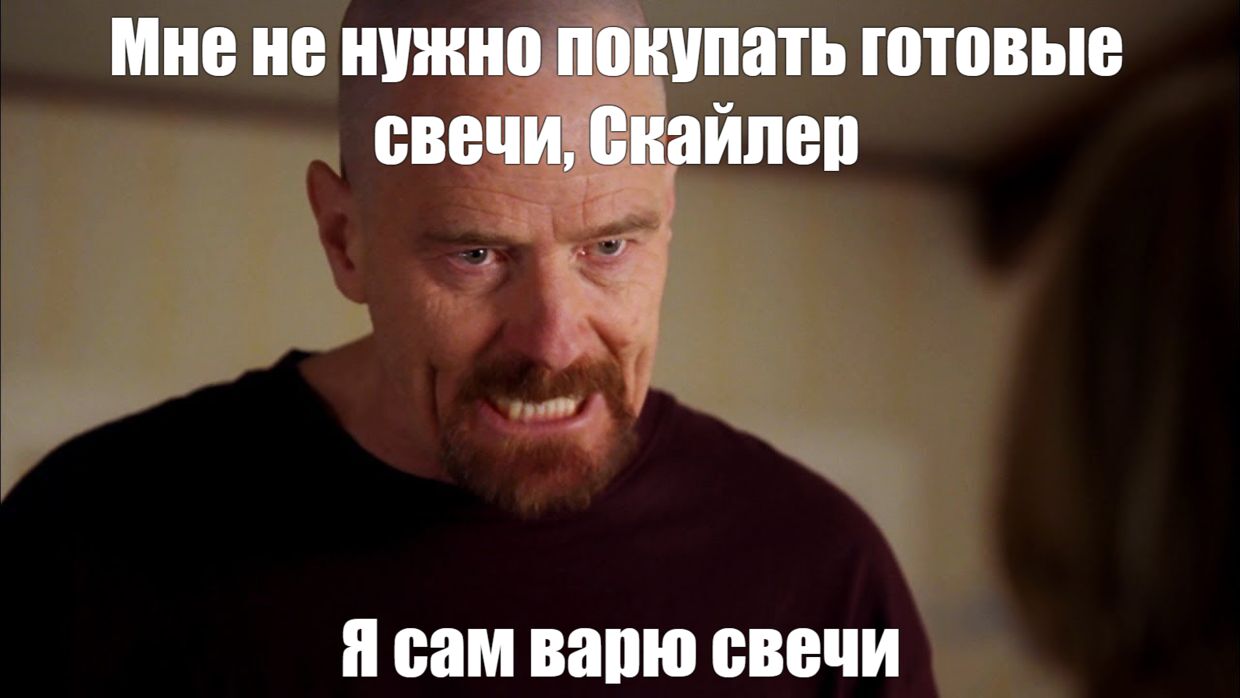 Мне не нужно покупать готовые
свечи, Скайлер
Я сам варю свечи